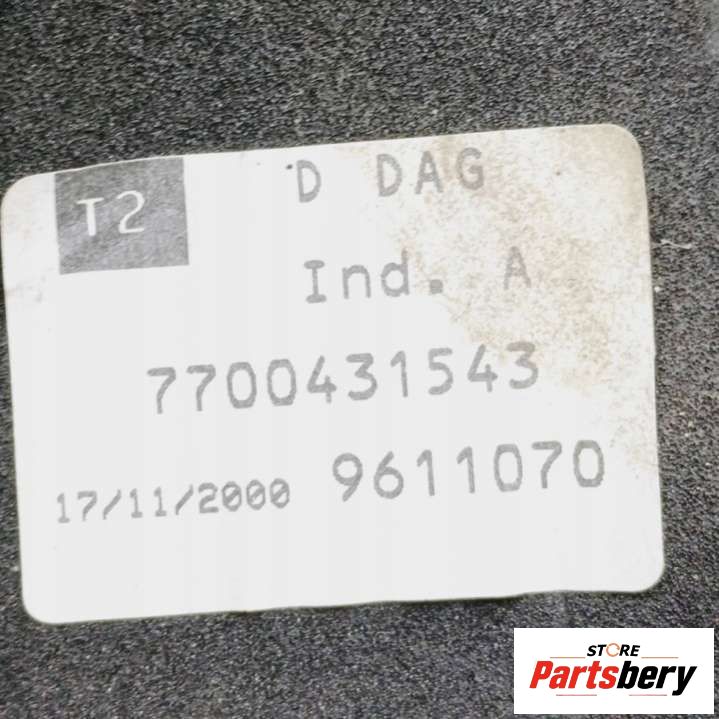 T2
D DAG
Ind. A
7700431543
17/11/2000 9611070
STORE
Partsbery